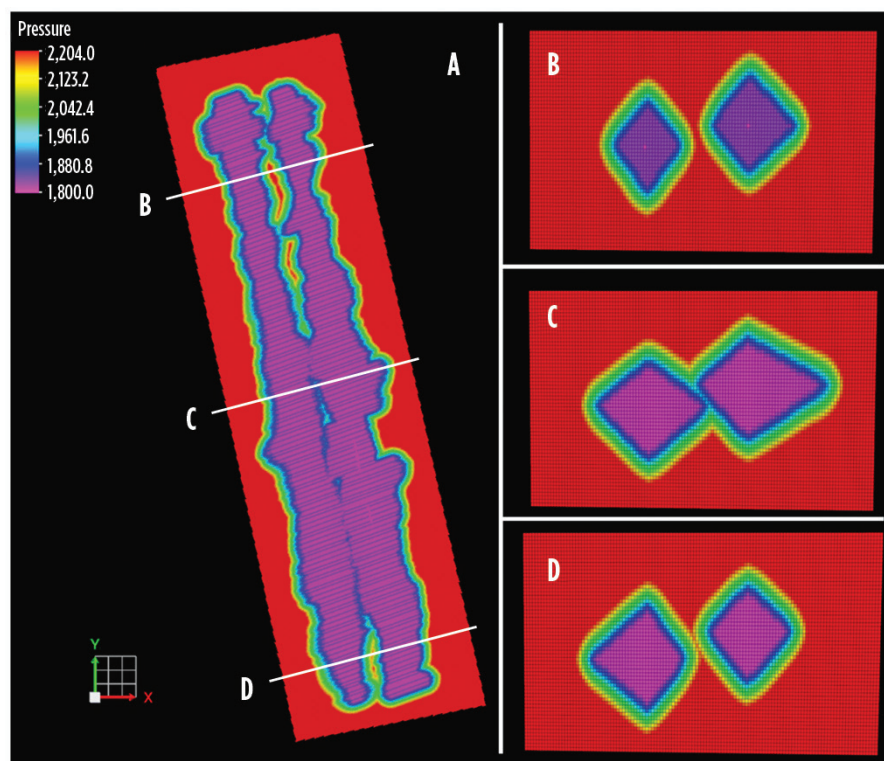 Pressure
2,204.0
2,123.2
2,042.4
1,961.6
1,880.8
1,800.0
A
B
C
D
Y
X
B
C
D